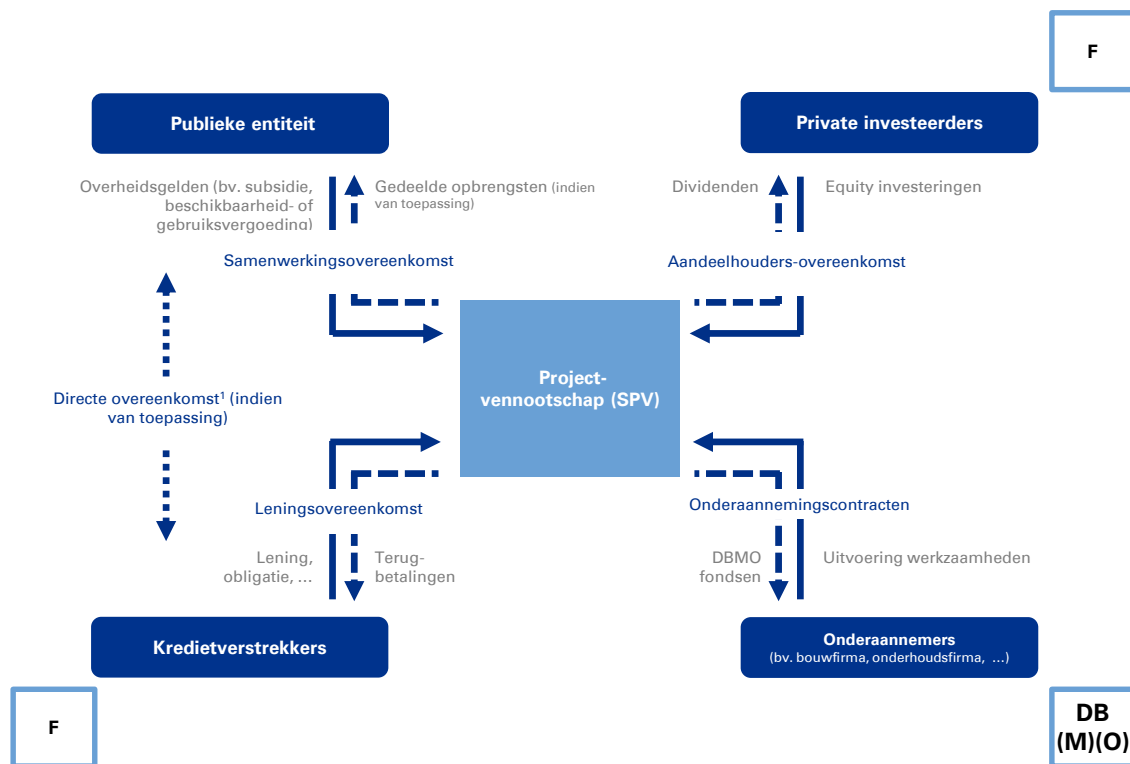 F
Publieke entiteit
Private investeerders
Overheidsgelden (bv. subsidie,
beschikbaarheid- of
gebruiksvergoeding)
Gedeelde opbrengsten (indien
van toepassing)
Dividenden
Equity investeringen
Samenwerkingsovereenkomst
Aandeelhouders-overeenkomst
Project-
vennootschap (SPV)
Directe overeenkomst¹ (indien
van toepassing)
Leningsovereenkomst
Onderaannemingscontracten
Lening,
obligatie, ...
Terug-
betalingen
DBMO
fondsen
Uitvoering werkzaamheden
Kredietverstrekkers
Onderaannemers
(bv. bouwfirma, onderhoudsfirma, ...)
F
DB
(M)(O)